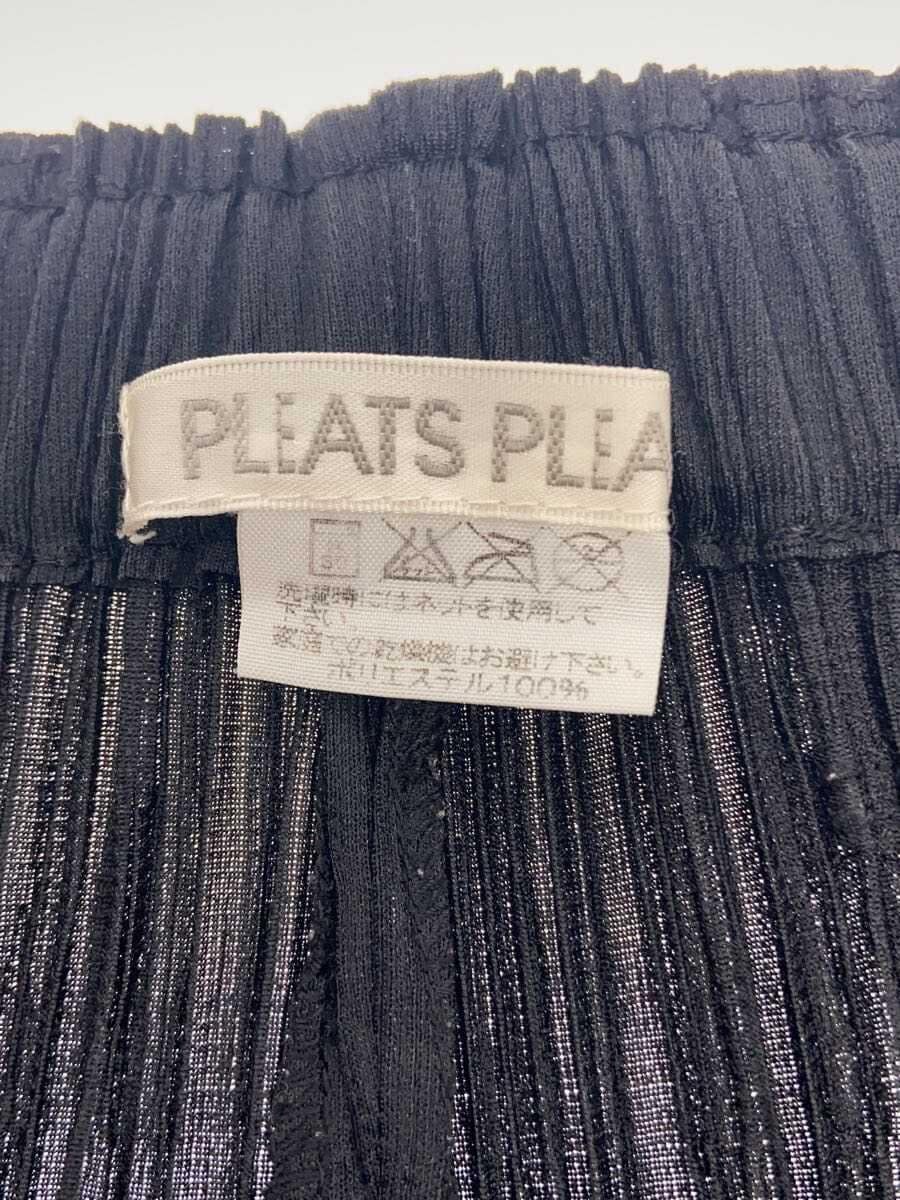 PLEATS PLEA
洗濯時にはネットを使用して
下さい。
家庭での乾燥機はお避け下さい。
ポリエステル100%